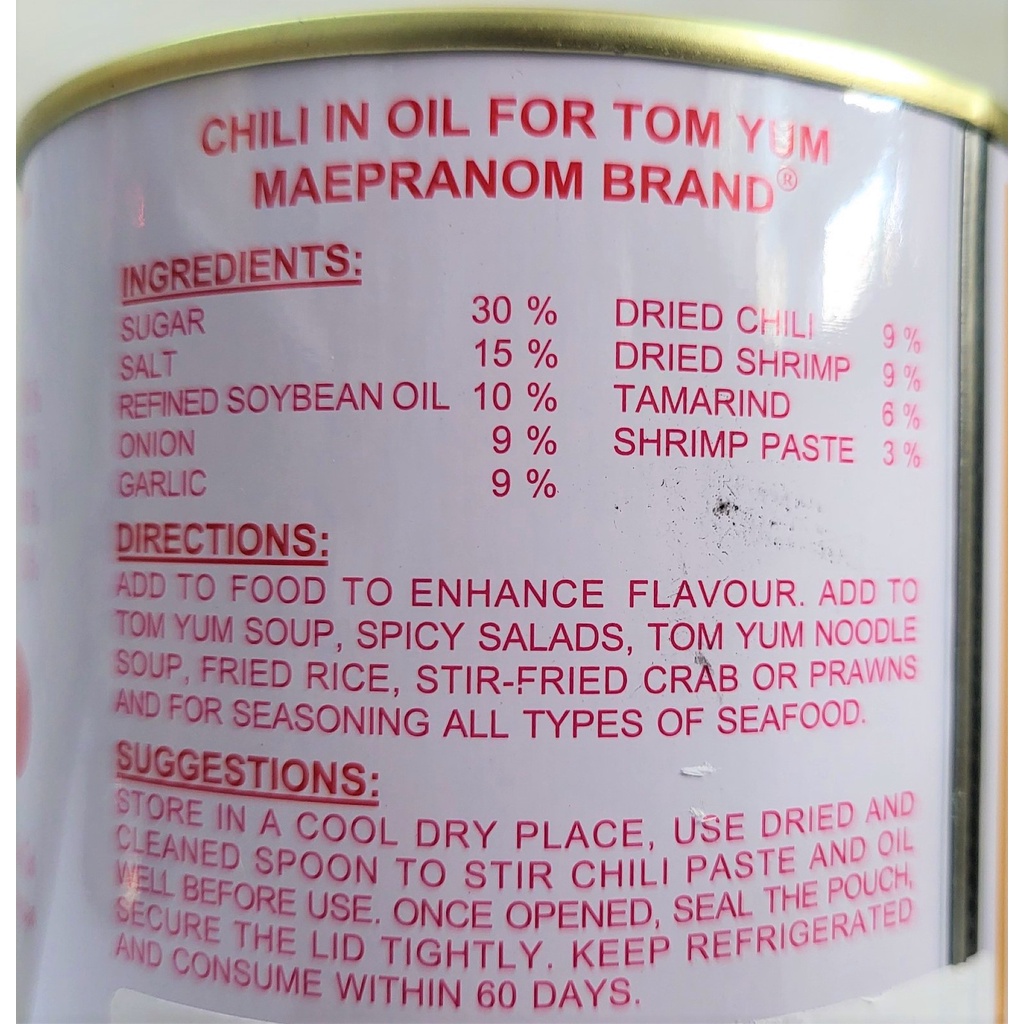 CHILI IN OIL FOR TOM YUM
MAEPRANOM BRAND®
INGREDIENTS:
SUGAR 30 % DRIED CHILI 9 %
SALT 15 % DRIED SHRIMP 9 %
REFINED SOYBEAN OIL 10 % TAMARIND 6 %
ONION 9 % SHRIMP PASTE 3 %
GARLIC 9 %
DIRECTIONS:
ADD TO FOOD TO ENHANCE FLAVOUR. ADD TO
TOM YUM SOUP, SPICY SALADS, TOM YUM NOODLE
SOUP, FRIED RICE, STIR-FRIED CRAB OR PRAWNS
AND FOR SEASONING ALL TYPES OF SEAFOOD.
SUGGESTIONS:
STORE IN A COOL DRY PLACE, USE DRIED AND
CLEANED SPOON TO STIR CHILI PASTE AND OIL
WELL BEFORE USE. ONCE OPENED, SEAL THE POUCH,
SECURE THE LID TIGHTLY. KEEP REFRIGERATED
AND CONSUME WITHIN 60 DAYS.